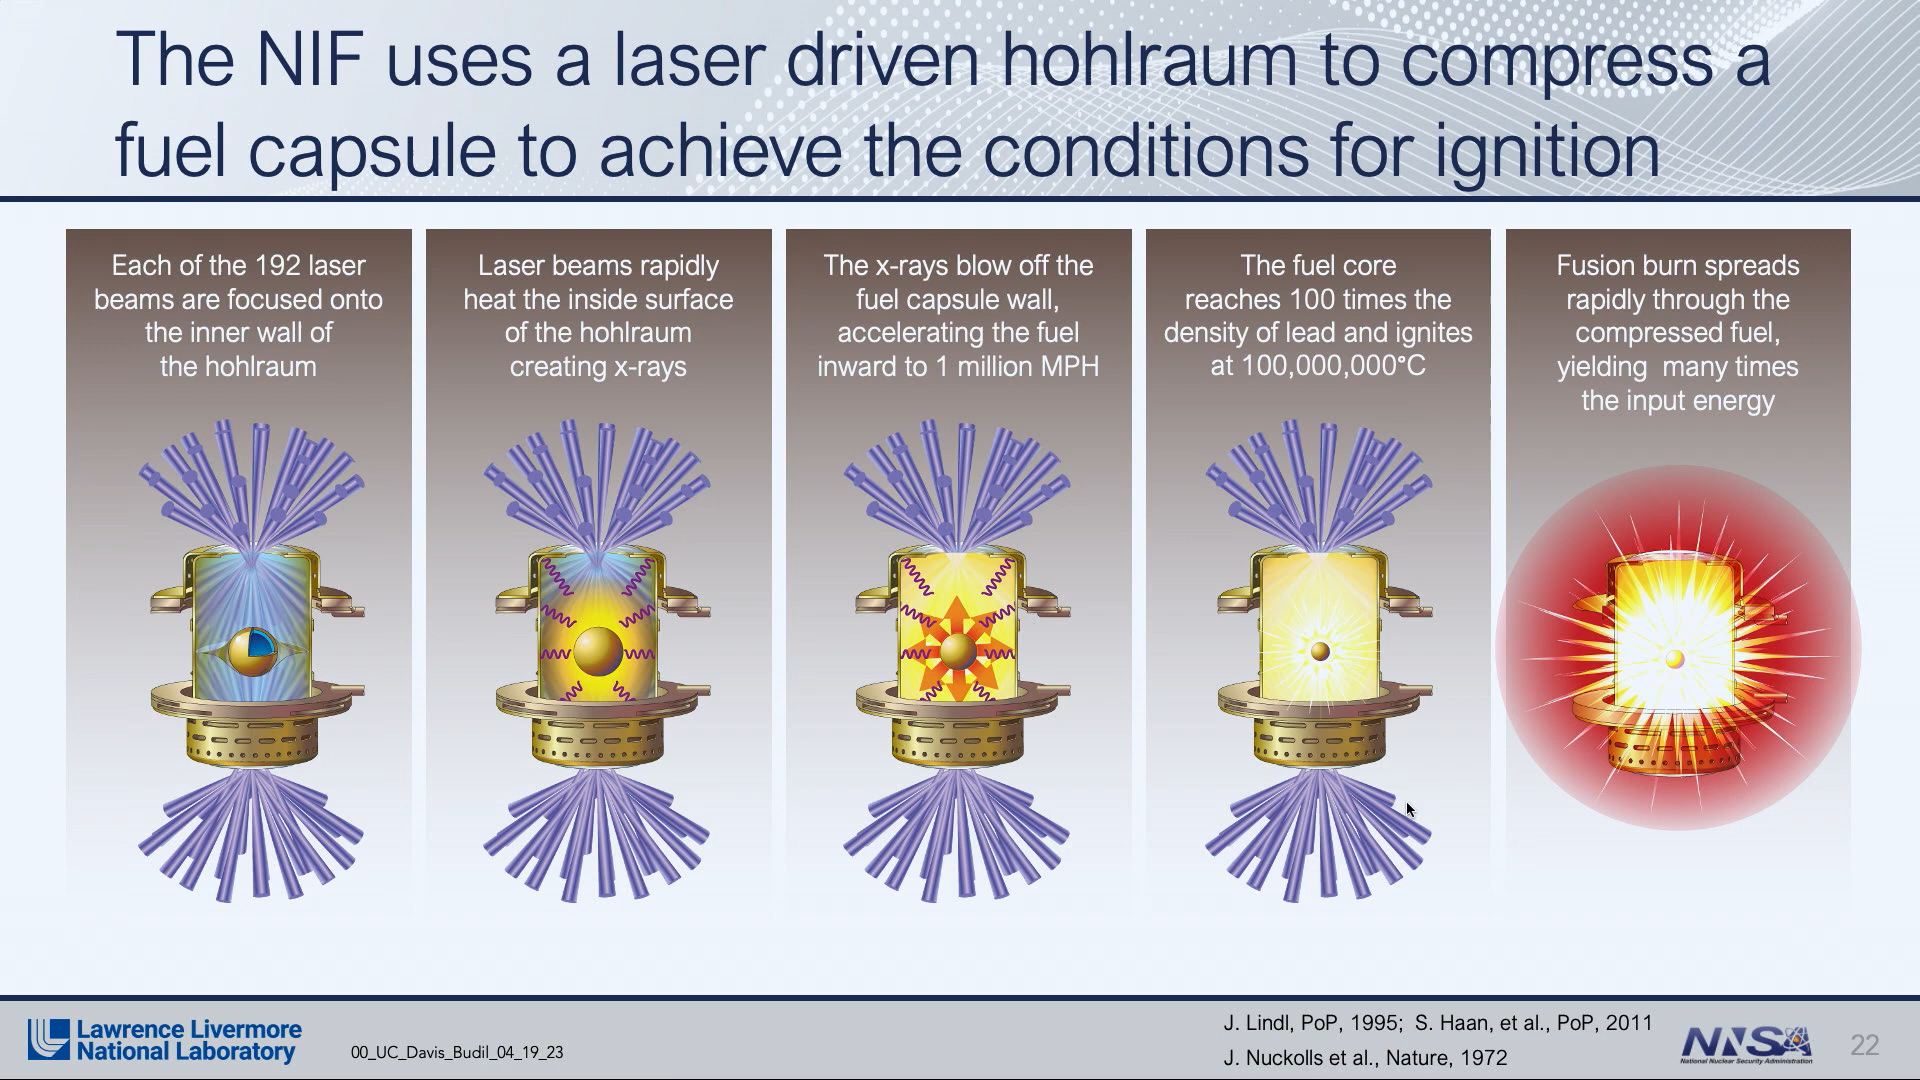 The NIF uses a laser driven hohlraum to compress a
fuel capsule to achieve the conditions for ignition
Each of the 192 laser
beams are focused onto
the inner wall of
the hohlraum
Laser beams rapidly
heat the inside surface
of the hohlraum
creating x-rays
The x-rays blow off the
fuel capsule wall,
accelerating the fuel
inward to 1 million MPH
The fuel core
reaches 100 times the
density of lead and ignites
at 100,000,000°C
Fusion burn spreads
rapidly through the
compressed fuel,
yielding  many times
the input energy
Lawrence Livermore
National Laboratory
00_UC_Davis_Budil_04_19_23
J. Lindl, PoP, 1995;  S. Haan, et al., PoP, 2011
J. Nuckolls et al., Nature, 1972
NNSA
National Nuclear Security Administration
22